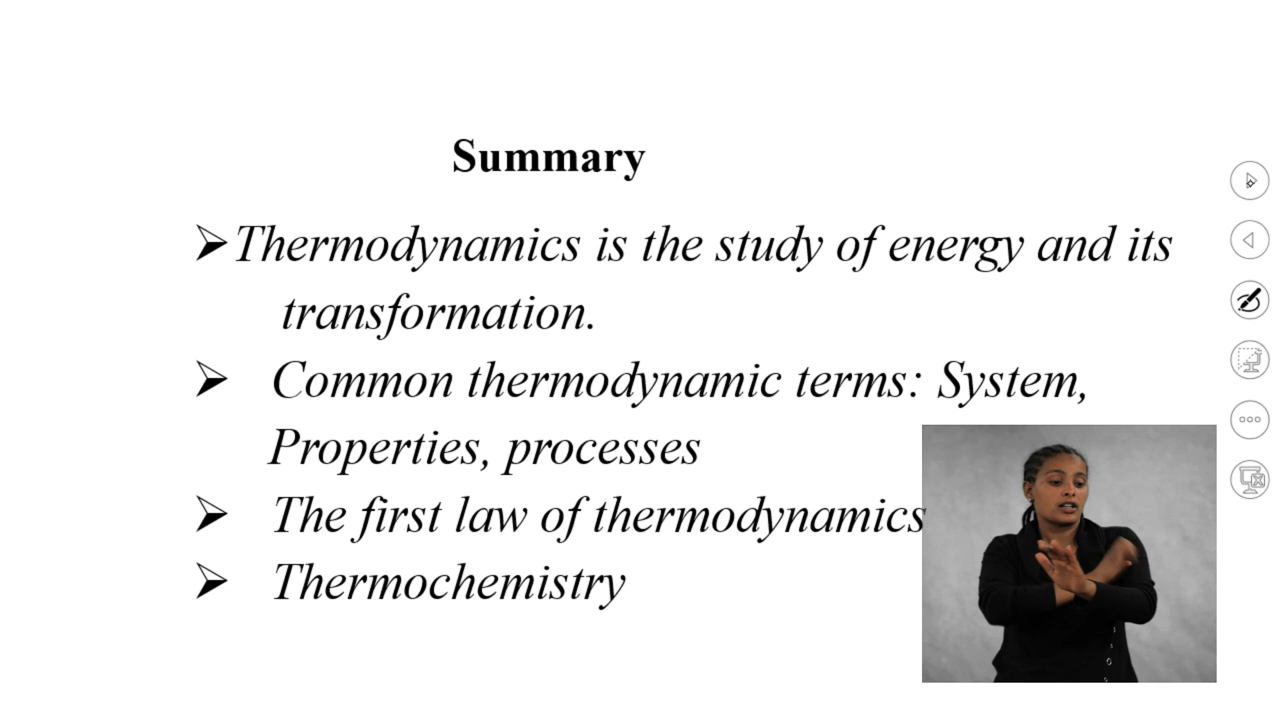 Summary
➢Thermodynamics is the study of energy and its
transformation.
➢ Common thermodynamic terms: System,
Properties, processes
➢ The first law of thermodynamics
➢ Thermochemistry